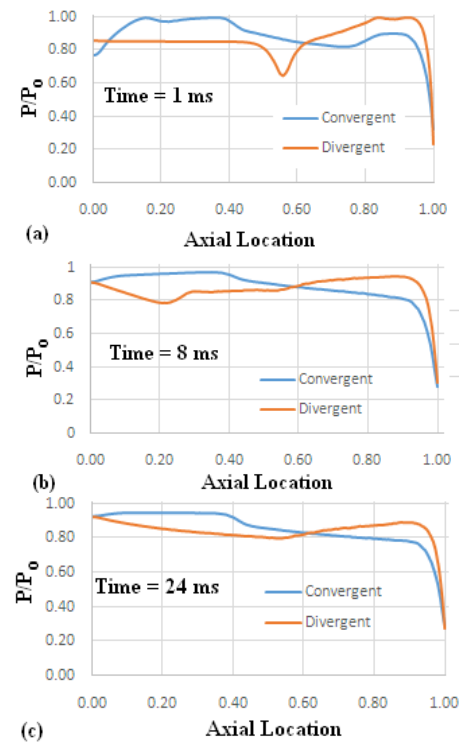 1.00
0.80
0.60
0.40
0.20
0.00
P/Po
Time = 1 ms
Convergent
Divergent
0.00 0.20 0.40 0.60 0.80 1.00
(a)
Axial Location
1
0.8
0.6
0.4
0.2
0
P/Po
Time = 8 ms
Convergent
Divergent
0.00 0.20 0.40 0.60 0.80 1.00
(b)
Axial Location
1.00
0.80
0.60
0.40
0.20
0.00
P/Po
Time = 24 ms
Convergent
Divergent
0.00 0.20 0.40 0.60 0.80 1.00
(c)
Axial Location